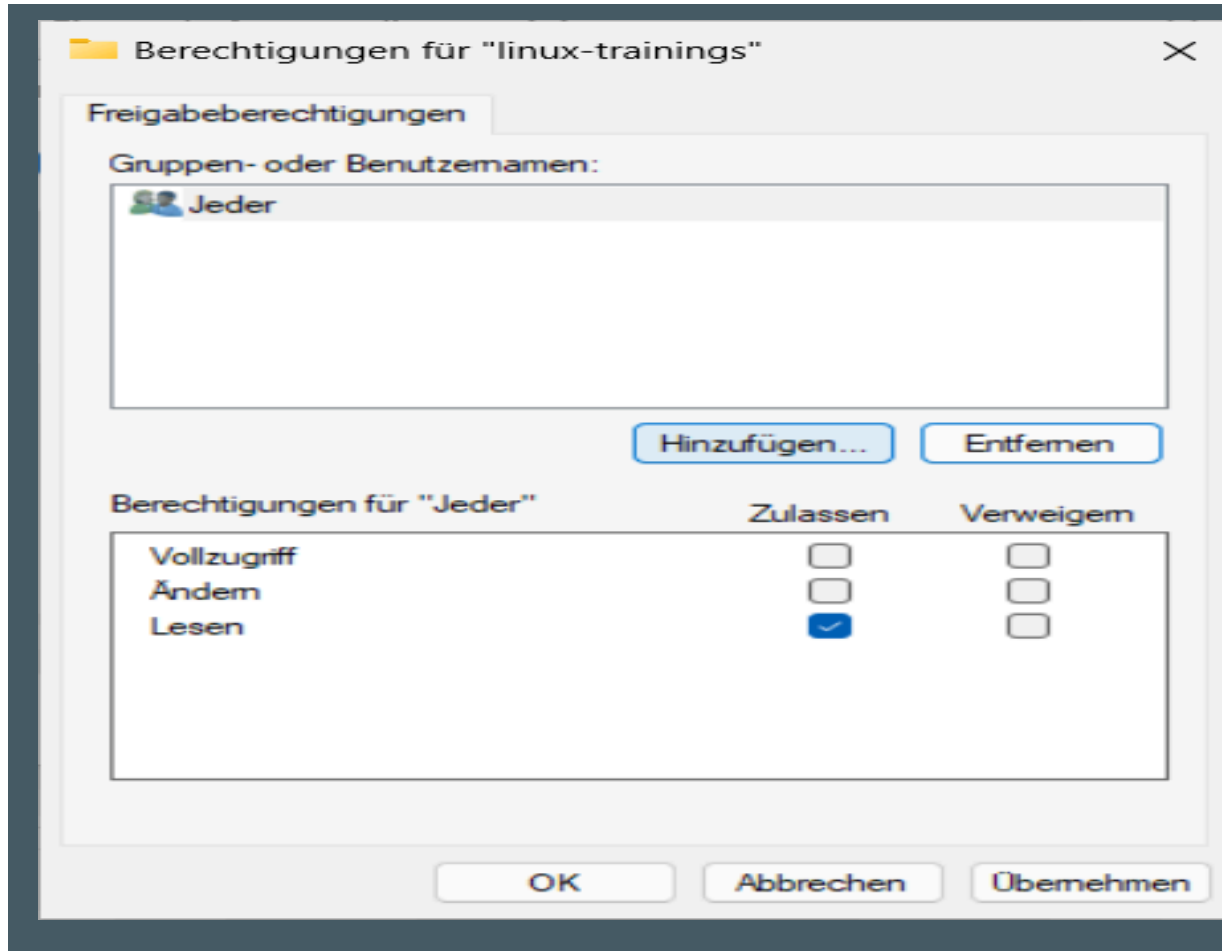 Berechtigungen für "linux-trainings"
Freigabeberechtigungen
Gruppen- oder Benutzernamen:
Jeder
Hinzufügen...
Entfernen
Berechtigungen für "Jeder"
Zulassen
Verweigern
Vollzugriff
Ändern
Lesen
OK
Abbrechen
Übernehmen